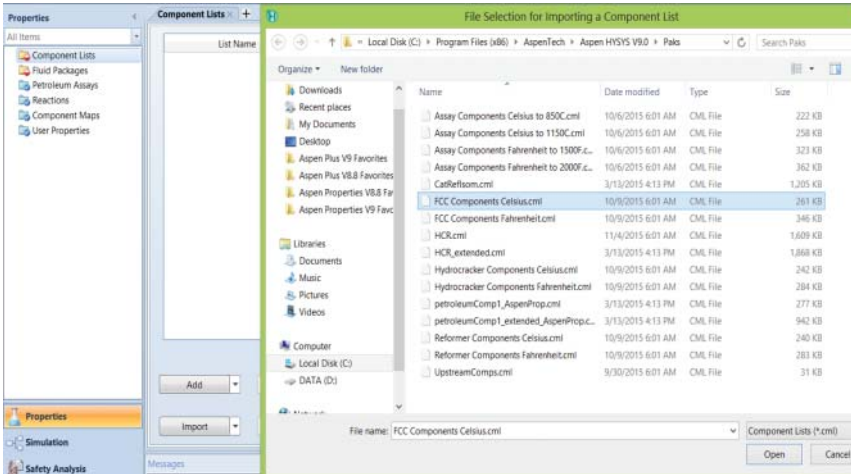 Properties
All Items
Component Lists
Fluid Packages
Petroleum Assays
Reactions
Component Maps
User Properties
Properties
Simulation
Safety Analysis
Component Lists
List Name
Add
Import
Messages
File Selection for Importing a Component List
« Local Disk (C:) ▸ Program Files (x86) ▸ AspenTech ▸ Aspen HYSYS V9.0 ▸ Paks
Search Paks
Organize New folder
Downloads
Recent places
My Documents
Desktop
Aspen Plus V9 Favorites
Aspen Plus V8.8 Favorites
Aspen Properties V8.8 Fav
Aspen Properties V9 Favc
Libraries
Documents
Music
Pictures
Videos
Computer
Local Disk (C:)
DATA (D:)
Name Date modified Type Size
Assay Components Celsius to 850C.cml 10/6/2015 6:01 AM CML File 222 KB
Assay Components Celsius to 1150C.cml 10/6/2015 6:01 AM CML File 258 KB
Assay Components Fahrenheit to 1500F.c... 10/6/2015 6:01 AM CML File 323 KB
Assay Components Fahrenheit to 2000F.c... 10/6/2015 6:01 AM CML File 362 KB
CatRefIsom.cml 3/13/2015 4:13 PM CML File 1,205 KB
FCC Components Celsius.cml 10/9/2015 6:01 AM CML File 261 KB
FCC Components Fahrenheit.cml 10/9/2015 6:01 AM CML File 346 KB
HCR.cml 11/4/2015 6:01 AM CML File 1,609 KB
HCR_extended.cml 3/13/2015 4:13 PM CML File 1,868 KB
Hydrocracker Components Celsius.cml 10/9/2015 6:01 AM CML File 242 KB
Hydrocracker Components Fahrenheit.cml 10/9/2015 6:01 AM CML File 284 KB
petroleumComp1_AspenProp.cml 3/13/2015 4:13 PM CML File 277 KB
petroleumComp1_extended_AspenProp.c... 3/13/2015 4:13 PM CML File 942 KB
Reformer Components Celsius.cml 10/9/2015 6:01 AM CML File 240 KB
Reformer Components Fahrenheit.cml 10/9/2015 6:01 AM CML File 283 KB
UpstreamComps.cml 9/30/2015 6:01 AM CML File 31 KB
File name: FCC Components Celsius.cml
Component Lists (*.cml)
Open Cancel